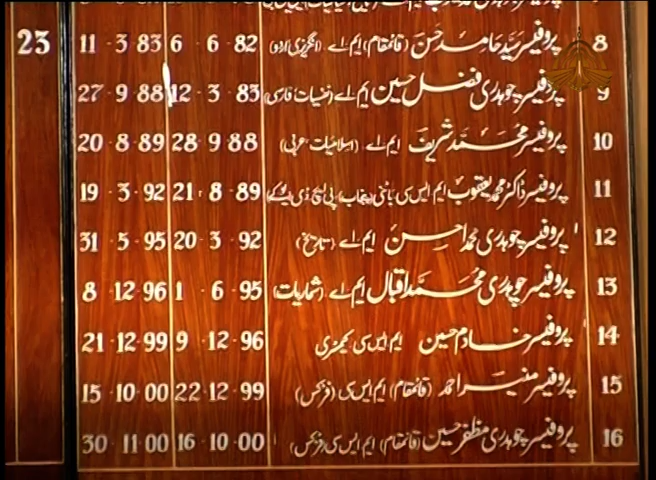 8 پروفیسر سید حامد حسن (قائمقام) ایم اے (انگریزی اردو) 6 6 82 11 3 83
23
9 پروفیسر چوہدری فضل حسین ایم اے (فارسی) 12 3 83 27 9 88
10 پروفیسر محمد شریف ایم اے (اسلامیات عربی) 28 9 88 20 8 89
11 پروفیسر ڈاکٹر محمد یعقوب ایم ایس سی باٹنی (پنجاب) پی ایچ ڈی 21 8 89 19 3 92
12 پروفیسر چوہدری محمد احسن ایم اے (تاریخ) 20 3 92 31 5 95
13 پروفیسر چوہدری محمد اقبال ایم اے (شماریات) 1 6 95 8 12 96
14 پروفیسر خادم حسین ایم ایس سی کیمسٹری 9 12 96 21 12 99
15 پروفیسر منیر احمد (قائمقام) ایم ایس سی (فزکس) 22 12 99 15 10 00
16 پروفیسر چوہدری مظفر حسین (قائمقام) ایم ایس سی (فزکس) 16 10 00 30 11 00